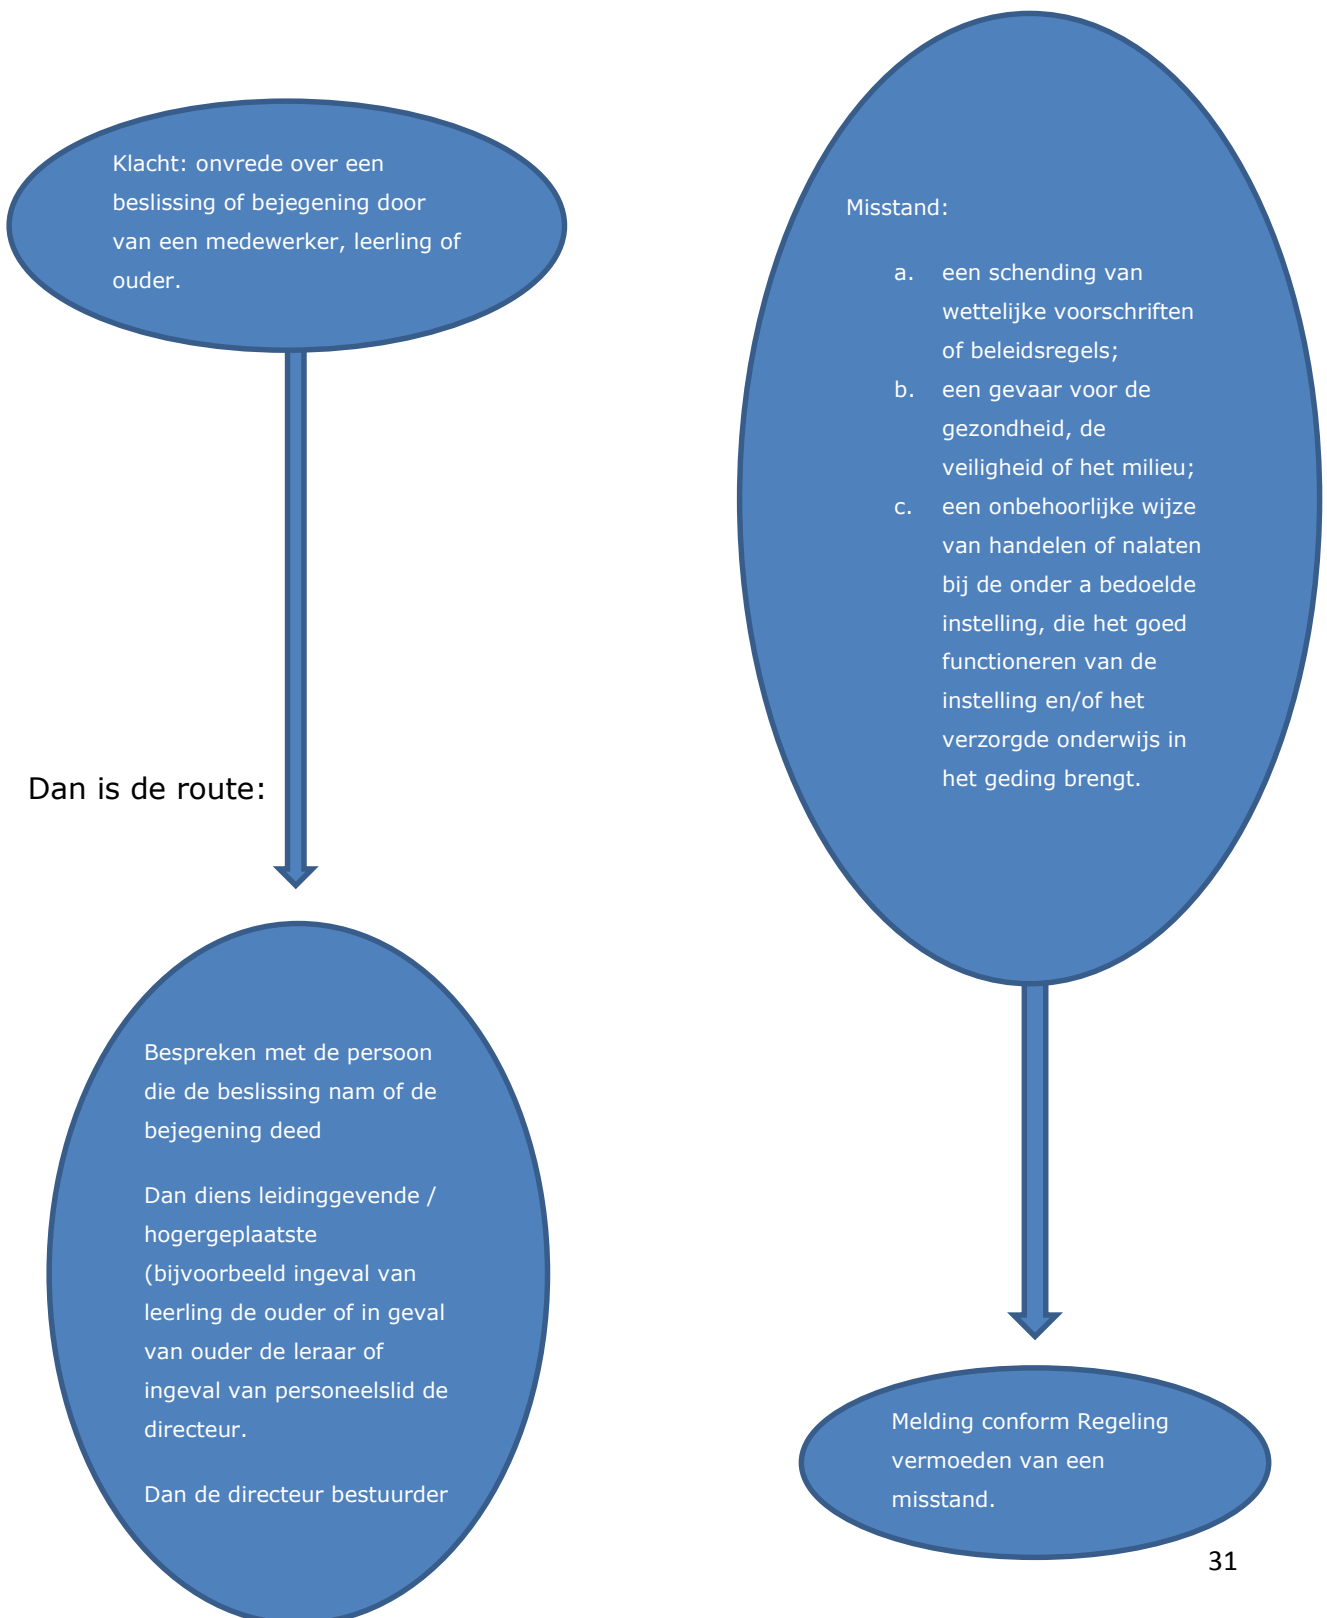 Klacht: onvrede over een
beslissing of bejegening door
van een medewerker, leerling of
ouder.
Misstand:
a. een schending van
wettelijke voorschriften
of beleidsregels;
b. een gevaar voor de
gezondheid, de
veiligheid of het milieu;
c. een onbehoorlijke wijze
van handelen of nalaten
bij de onder a bedoelde
instelling, die het goed
functioneren van de
instelling en/of het
verzorgde onderwijs in
het geding brengt.
Dan is de route:
Bespreken met de persoon
die de beslissing nam of de
bejegening deed
Dan diens leidinggevende /
hogergeplaatste
(bijvoorbeeld ingeval van
leerling de ouder of in geval
van ouder de leraar of
ingeval van personeelslid de
directeur.
Dan de directeur bestuurder
Melding conform Regeling
vermoeden van een
misstand.
31